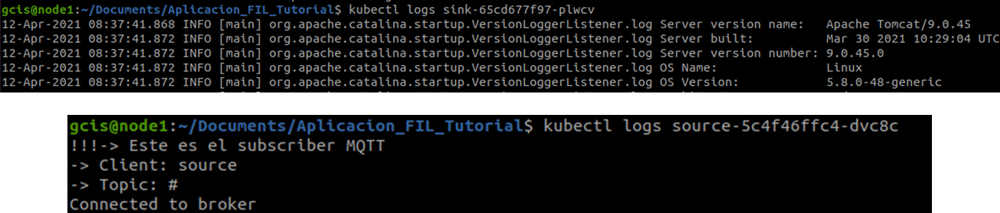 gcis@node1:~/Documents/Aplicacion_FIL_Tutorial$ kubectl logs sink-65cd677f97-plwcv
12-Apr-2021 08:37:41.868 INFO [main] org.apache.catalina.startup.VersionLoggerListener.log Server version name:   Apache Tomcat/9.0.45
12-Apr-2021 08:37:41.872 INFO [main] org.apache.catalina.startup.VersionLoggerListener.log Server built:          Mar 30 2021 10:29:04 UTC
12-Apr-2021 08:37:41.872 INFO [main] org.apache.catalina.startup.VersionLoggerListener.log Server version number: 9.0.45.0
12-Apr-2021 08:37:41.872 INFO [main] org.apache.catalina.startup.VersionLoggerListener.log OS Name:               Linux
12-Apr-2021 08:37:41.872 INFO [main] org.apache.catalina.startup.VersionLoggerListener.log OS Version:            5.8.0-48-generic
gcis@node1:~/Documents/Aplicacion_FIL_Tutorial$ kubectl logs source-5c4f46ffc4-dvc8c
!!!-> Este es el subscriber MQTT
-> Client: source
-> Topic: #
Connected to broker